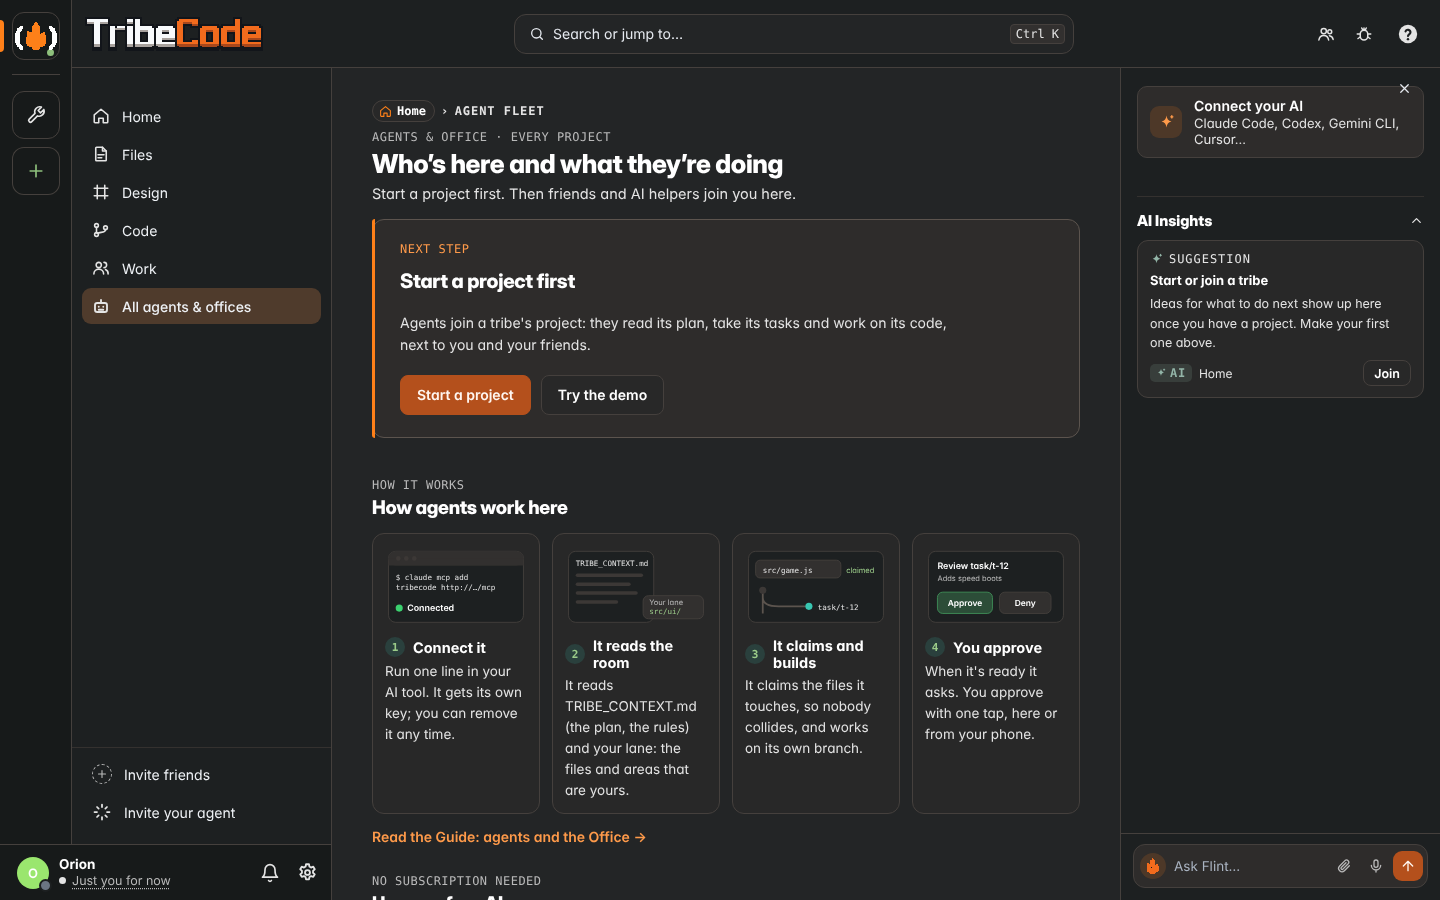 TribeCode
Search or jump to...
Ctrl K
Home
Files
Design
Code
Work
All agents & offices
Invite friends
Invite your agent
O
Orion
Just you for now
Home › AGENT FLEET
AGENTS & OFFICE · EVERY PROJECT
Who's here and what they're doing
Start a project first. Then friends and AI helpers join you here.
NEXT STEP
Start a project first
Agents join a tribe's project: they read its plan, take its tasks and work on its code,
next to you and your friends.
Start a project
Try the demo
HOW IT WORKS
How agents work here
$ claude mcp add
tribecode http://…/mcp
Connected
1 Connect it
Run one line in your
AI tool. It gets its own
key; you can remove
it any time.
TRIBE_CONTEXT.md
Your lane
src/ui/
2 It reads the
room
It reads
TRIBE_CONTEXT.md
(the plan, the rules)
and your lane: the
files and areas that
are yours.
src/game.js
claimed
task/t-12
3 It claims and
builds
It claims the files it
touches, so nobody
collides, and works
on its own branch.
Review task/t-12
Adds speed boots
Approve
Deny
4 You approve
When it's ready it
asks. You approve
with one tap, here or
from your phone.
Read the Guide: agents and the Office →
NO SUBSCRIPTION NEEDED
Connect your AI
Claude Code, Codex, Gemini CLI,
Cursor...
AI Insights
SUGGESTION
Start or join a tribe
Ideas for what to do next show up here
once you have a project. Make your first
one above.
AI
Home
Join
Ask Flint...